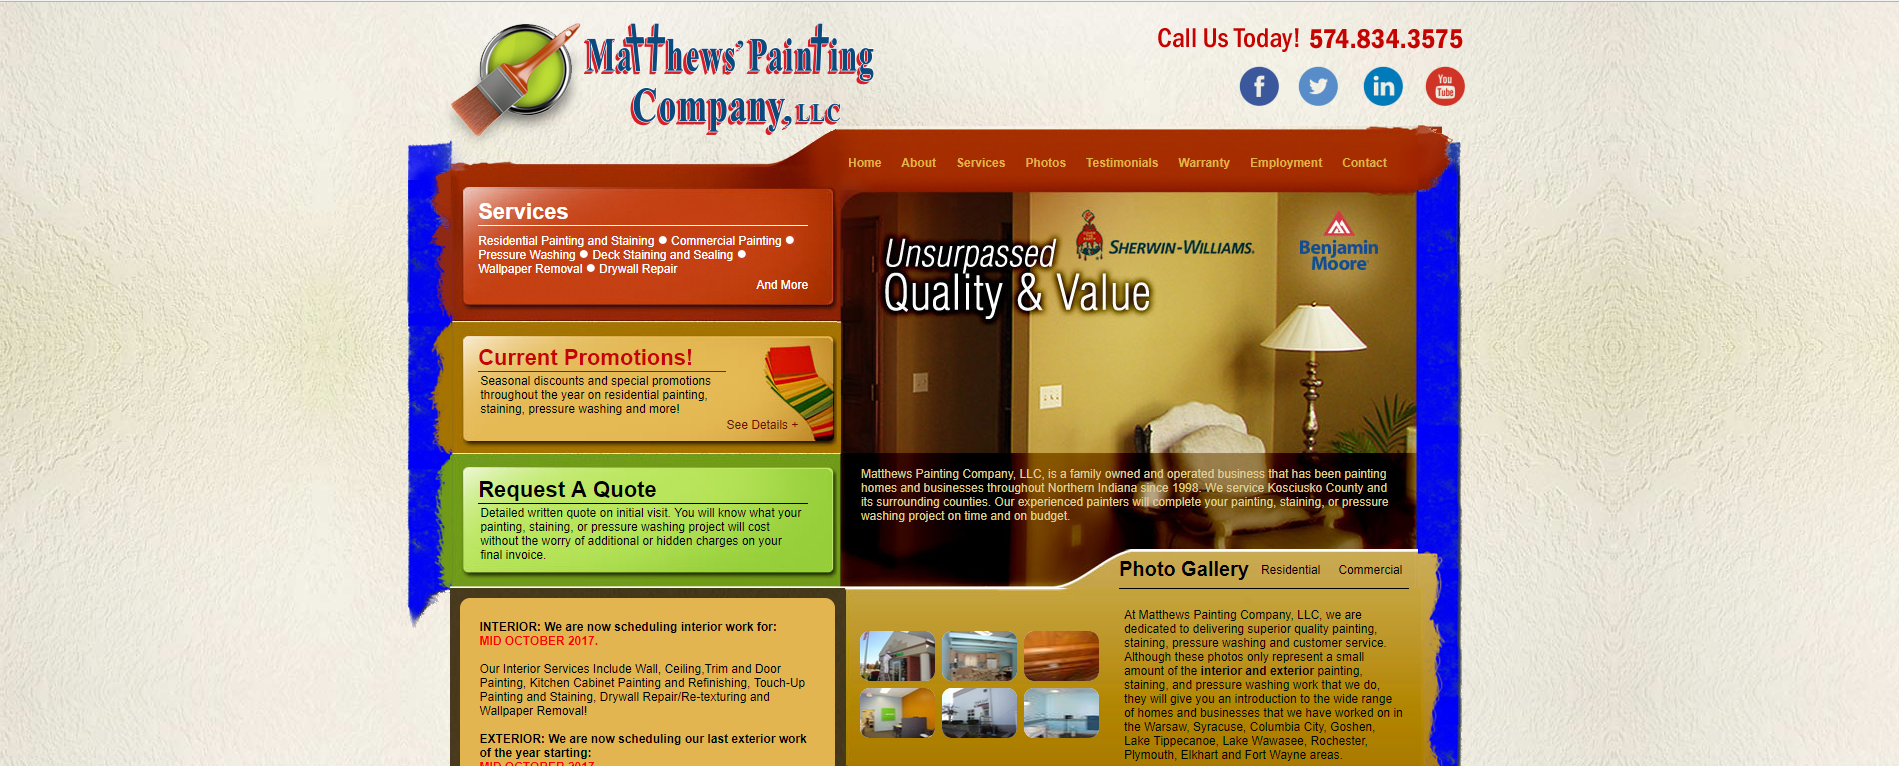 Matthews' Painting
Company, LLC
Call Us Today! 574.834.3575
You
Tube
Home About Services Photos Testimonials Warranty Employment Contact
Services
Residential Painting and Staining ● Commercial Painting ●
Pressure Washing ● Deck Staining and Sealing ●
Wallpaper Removal ● Drywall Repair
And More
Unsurpassed
Quality & Value
SHERWIN-WILLIAMS.
Benjamin
Moore
Current Promotions!
Seasonal discounts and special promotions
throughout the year on residential painting,
staining, pressure washing and more!
See Details +
Request A Quote
Detailed written quote on initial visit. You will know what your
painting, staining, or pressure washing project will cost
without the worry of additional or hidden charges on your
final invoice.
Matthews Painting Company, LLC, is a family owned and operated business that has been painting
homes and businesses throughout Northern Indiana since 1998. We service Kosciusko County and
its surrounding counties. Our experienced painters will complete your painting, staining, or pressure
washing project on time and on budget.
INTERIOR: We are now scheduling interior work for:
MID OCTOBER 2017.
Our Interior Services Include Wall, Ceiling,Trim and Door
Painting, Kitchen Cabinet Painting and Refinishing, Touch-Up
Painting and Staining, Drywall Repair/Re-texturing and
Wallpaper Removal!
EXTERIOR: We are now scheduling our last exterior work
of the year starting:
MID OCTOBER 2017
Photo Gallery Residential Commercial
At Matthews Painting Company, LLC, we are
dedicated to delivering superior quality painting,
staining, pressure washing and customer service.
Although these photos only represent a small
amount of the interior and exterior painting,
staining, and pressure washing work that we do,
they will give you an introduction to the wide range
of homes and businesses that we have worked on in
the Warsaw, Syracuse, Columbia City, Goshen,
Lake Tippecanoe, Lake Wawasee, Rochester,
Plymouth, Elkhart and Fort Wayne areas.